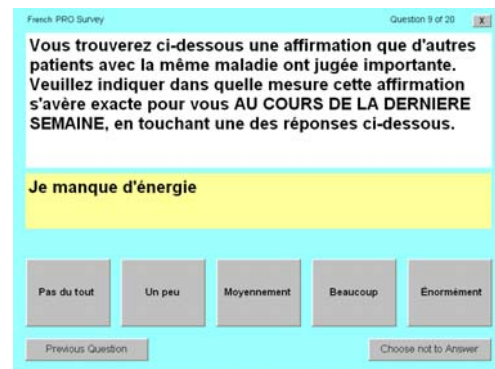 French PRO Survey
Question 9 of 20
X
Vous trouverez ci-dessous une affirmation que d'autres
patients avec la même maladie ont jugée importante.
Veuillez indiquer dans quelle mesure cette affirmation
s'avère exacte pour vous AU COURS DE LA DERNIERE
SEMAINE, en touchant une des réponses ci-dessous.
Je manque d'énergie
Pas du tout
Un peu
Moyennement
Beaucoup
Énormément
Previous Question
Choose not to Answer